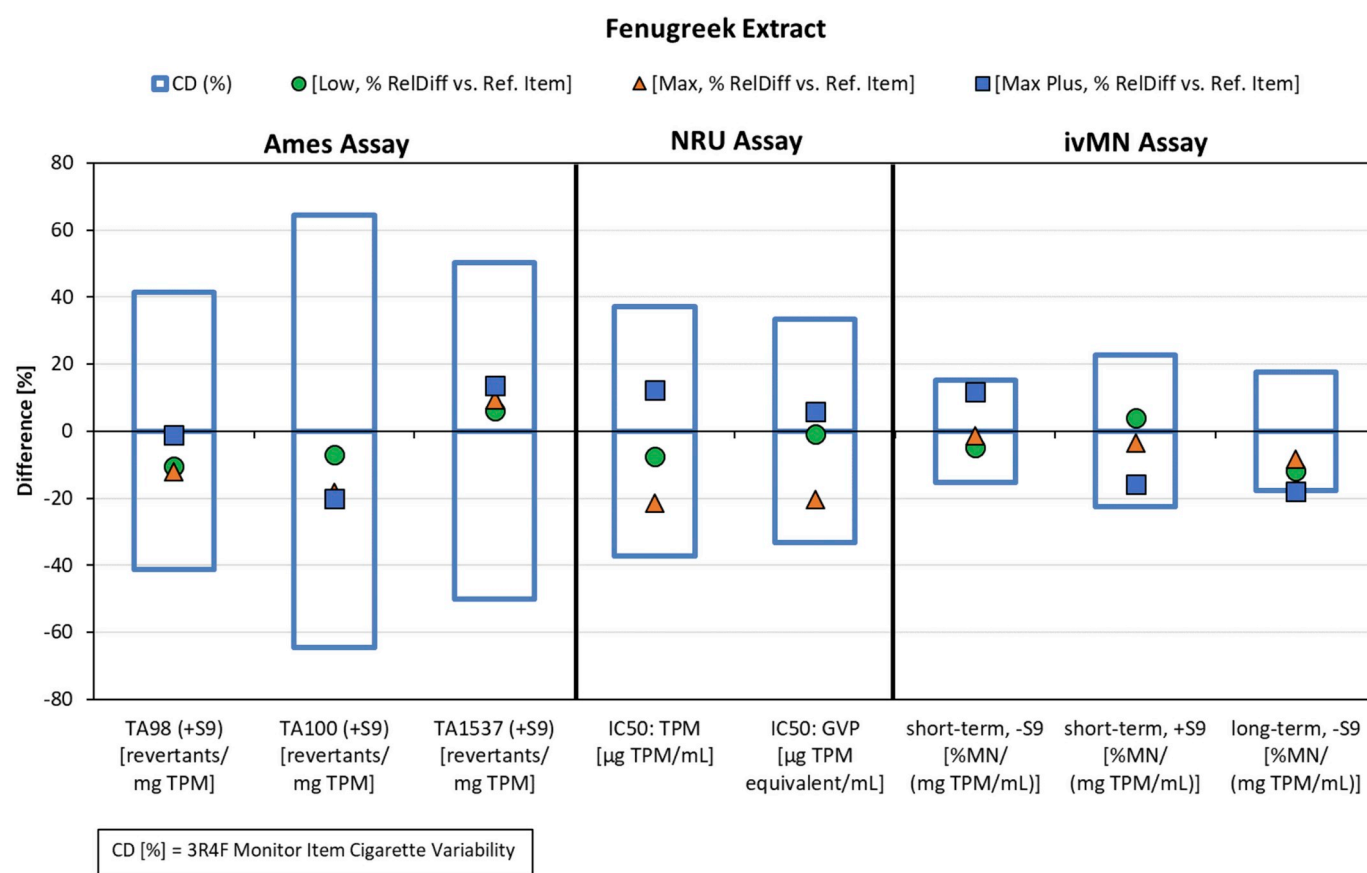 Fenugreek Extract
CD (%) [Low, % RelDiff vs. Ref. Item] [Max, % RelDiff vs. Ref. Item] [Max Plus, % RelDiff vs. Ref. Item]
Ames Assay NRU Assay ivMN Assay
Difference [%]
80
60
40
20
0
-20
-40
-60
-80
TA98 (+S9)
[revertants/
mg TPM]
TA100 (+S9)
[revertants/
mg TPM]
TA1537 (+S9)
[revertants/
mg TPM]
IC50: TPM
[µg TPM/mL]
IC50: GVP
[µg TPM
equivalent/mL]
short-term, -S9
[%MN/
(mg TPM/mL)]
short-term, +S9
[%MN/
(mg TPM/mL)]
long-term, -S9
[%MN/
(mg TPM/mL)]
CD [%] = 3R4F Monitor Item Cigarette Variability